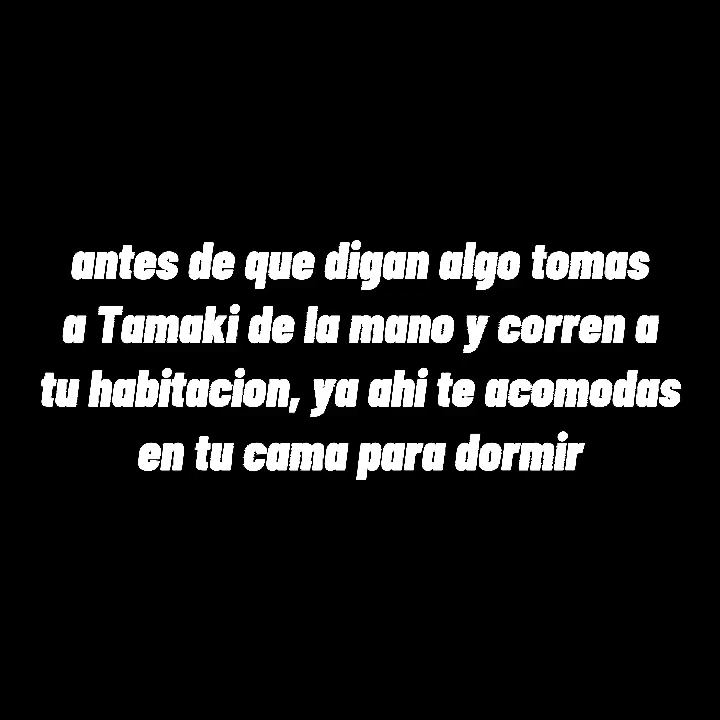 antes de que digan algo tomas
a Tamaki de la mano y corren a
tu habitacion, ya ahi te acomodas
en tu cama para dormir